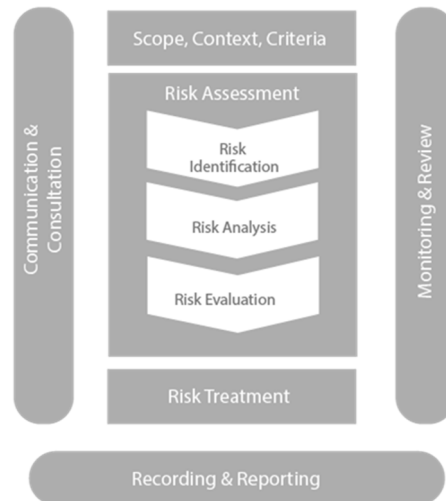 Scope, Context, Criteria
Communication &
Consultation
Risk Assessment
Risk
Identification
Risk Analysis
Risk Evaluation
Monitoring & Review
Risk Treatment
Recording & Reporting